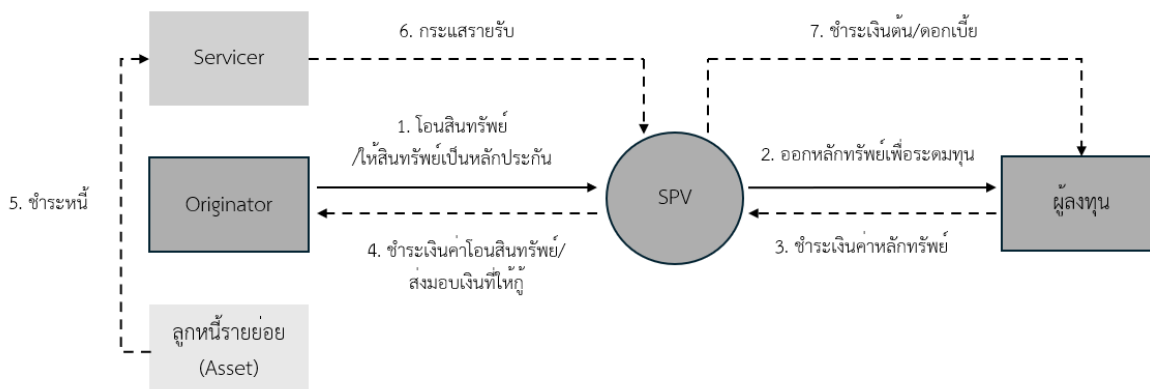 6. กระแสรายรับ
7. ชำระเงินต้น/ดอกเบี้ย
Servicer
1. โอนสินทรัพย์
/ให้สินทรัพย์เป็นหลักประกัน
2. ออกหลักทรัพย์เพื่อระดมทุน
5. ชำระหนี้
Originator
SPV
ผู้ลงทุน
4. ชำระเงินค่าโอนสินทรัพย์/
ส่งมอบเงินที่ให้กู้
3. ชำระเงินค่าหลักทรัพย์
ลูกหนี้รายย่อย
(Asset)